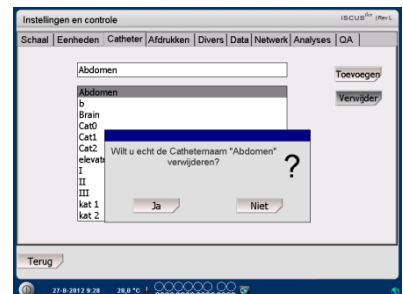 Instellingen en controle
ISCUSflex |Rev L
Schaal Eenheden Catheter Afdrukken Divers Data Netwerk Analyses QA
Abdomen
Toevoegen
Abdomen
Verwijder
b
Brain
Cat0
Cat1
Cat2
elevat
I
II
III
kat 1
kat 2
Wilt u echt de Catheternaam "Abdomen"
verwijderen?
?
Ja
Niet
Terug
27-8-2012 9:28
28,0 °C